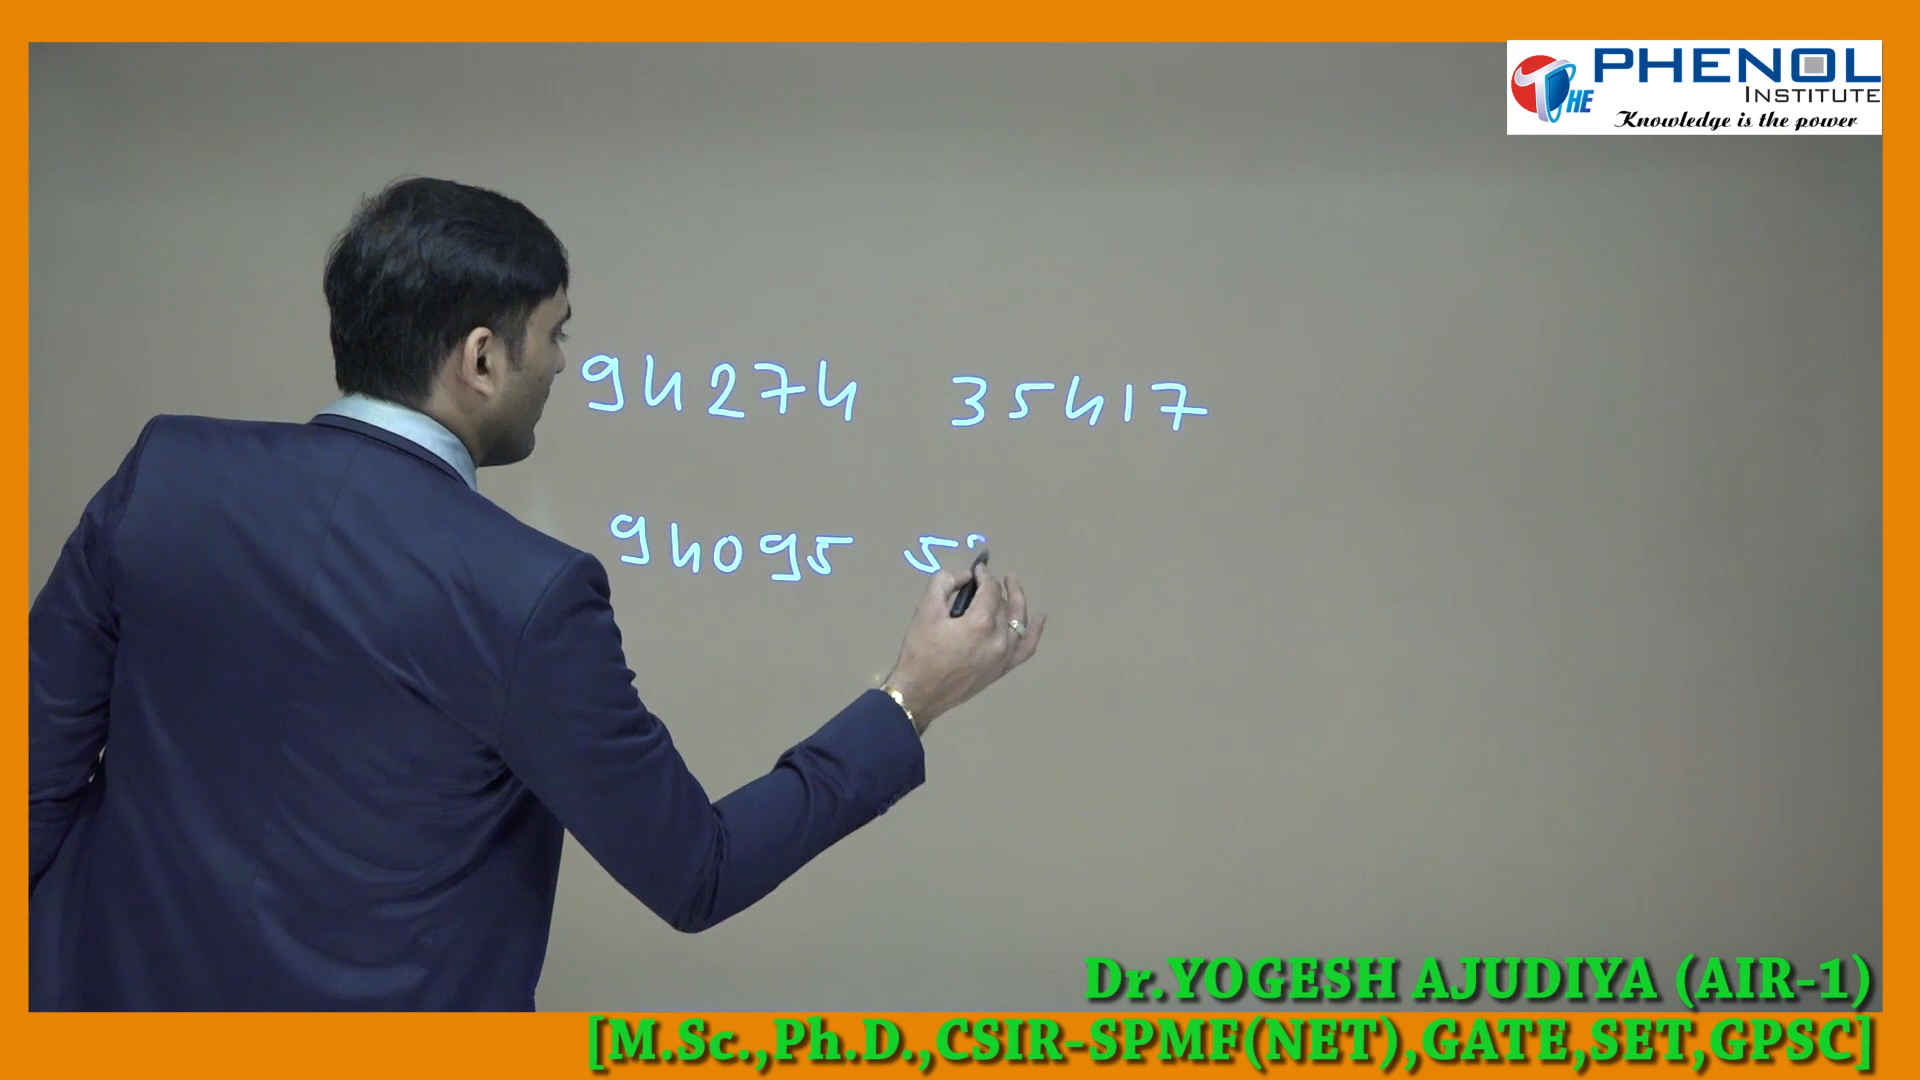 THE PHENOL
INSTITUTE
Knowledge is the power
94274 35417
94095 5
Dr.YOGESH AJUDIYA (AIR-1)
[M.Sc.,Ph.D.,CSIR-SPMF(NET),GATE,SET,GPSC]